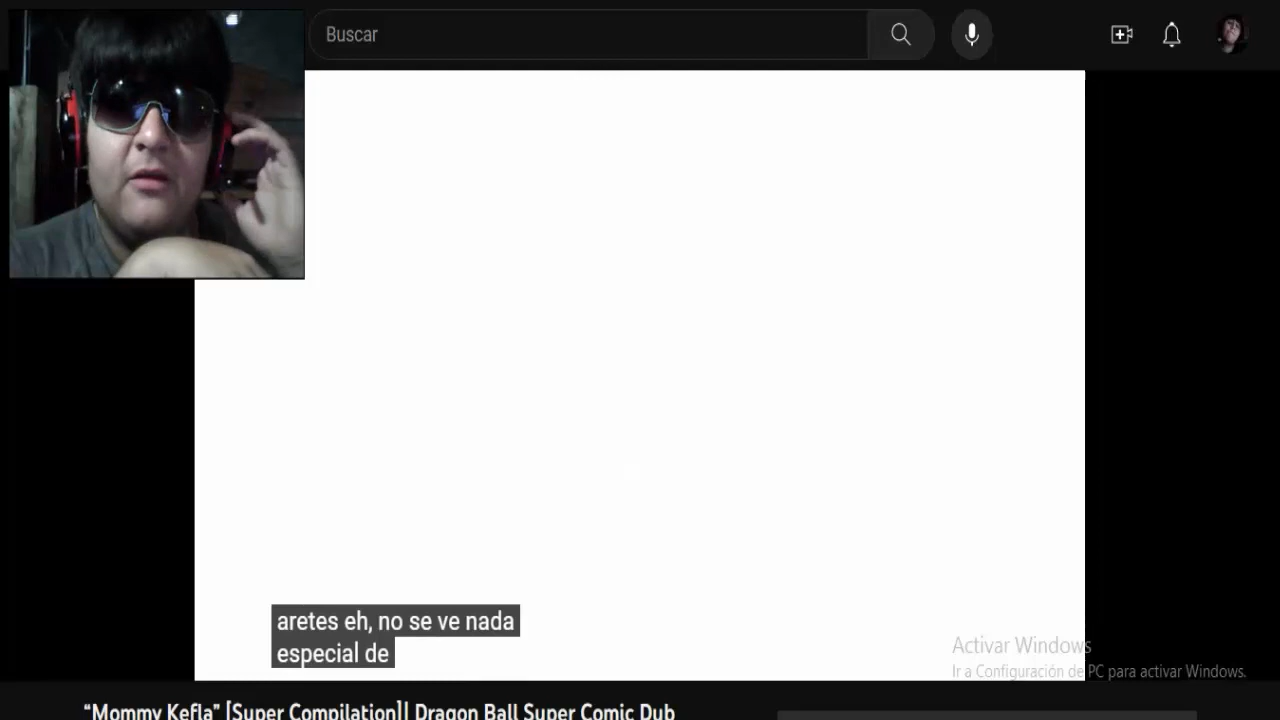 Buscar
aretes eh, no se ve nada
especial de
Activar Windows
Ir a Configuración de PC para activar Windows.
“Mommy Kefla” [Super Compilation]| Dragon Ball Super Comic Dub